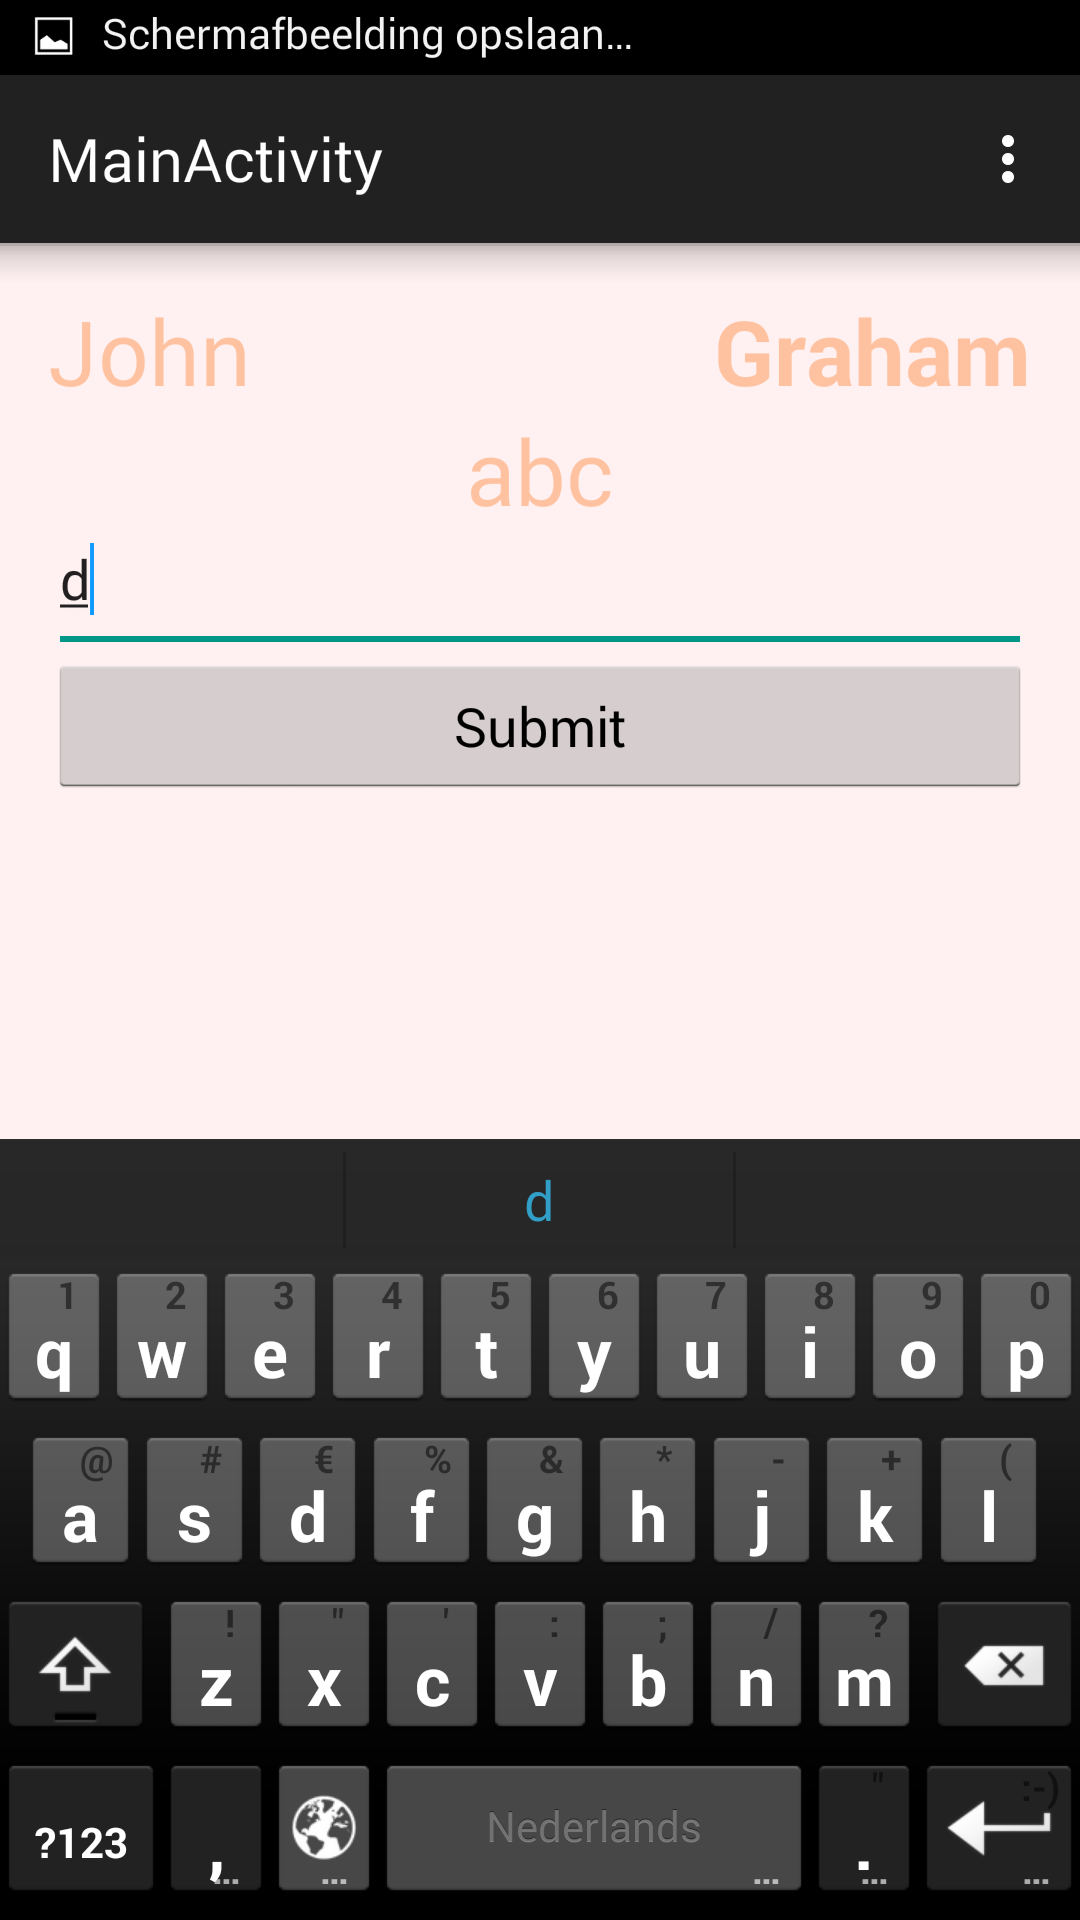 Schermafbeelding opslaan...
MainActivity
John Graham
abc
d
Submit
d
1 2 3 4 5 6 7 8 9 0
q w e r t y u i o p
@ # € % & * - + (
a s d f g h j k l
! " ' : ; / ?
z x c v b n m
" :-)
?123 , Nederlands .
... ... ... ... ...